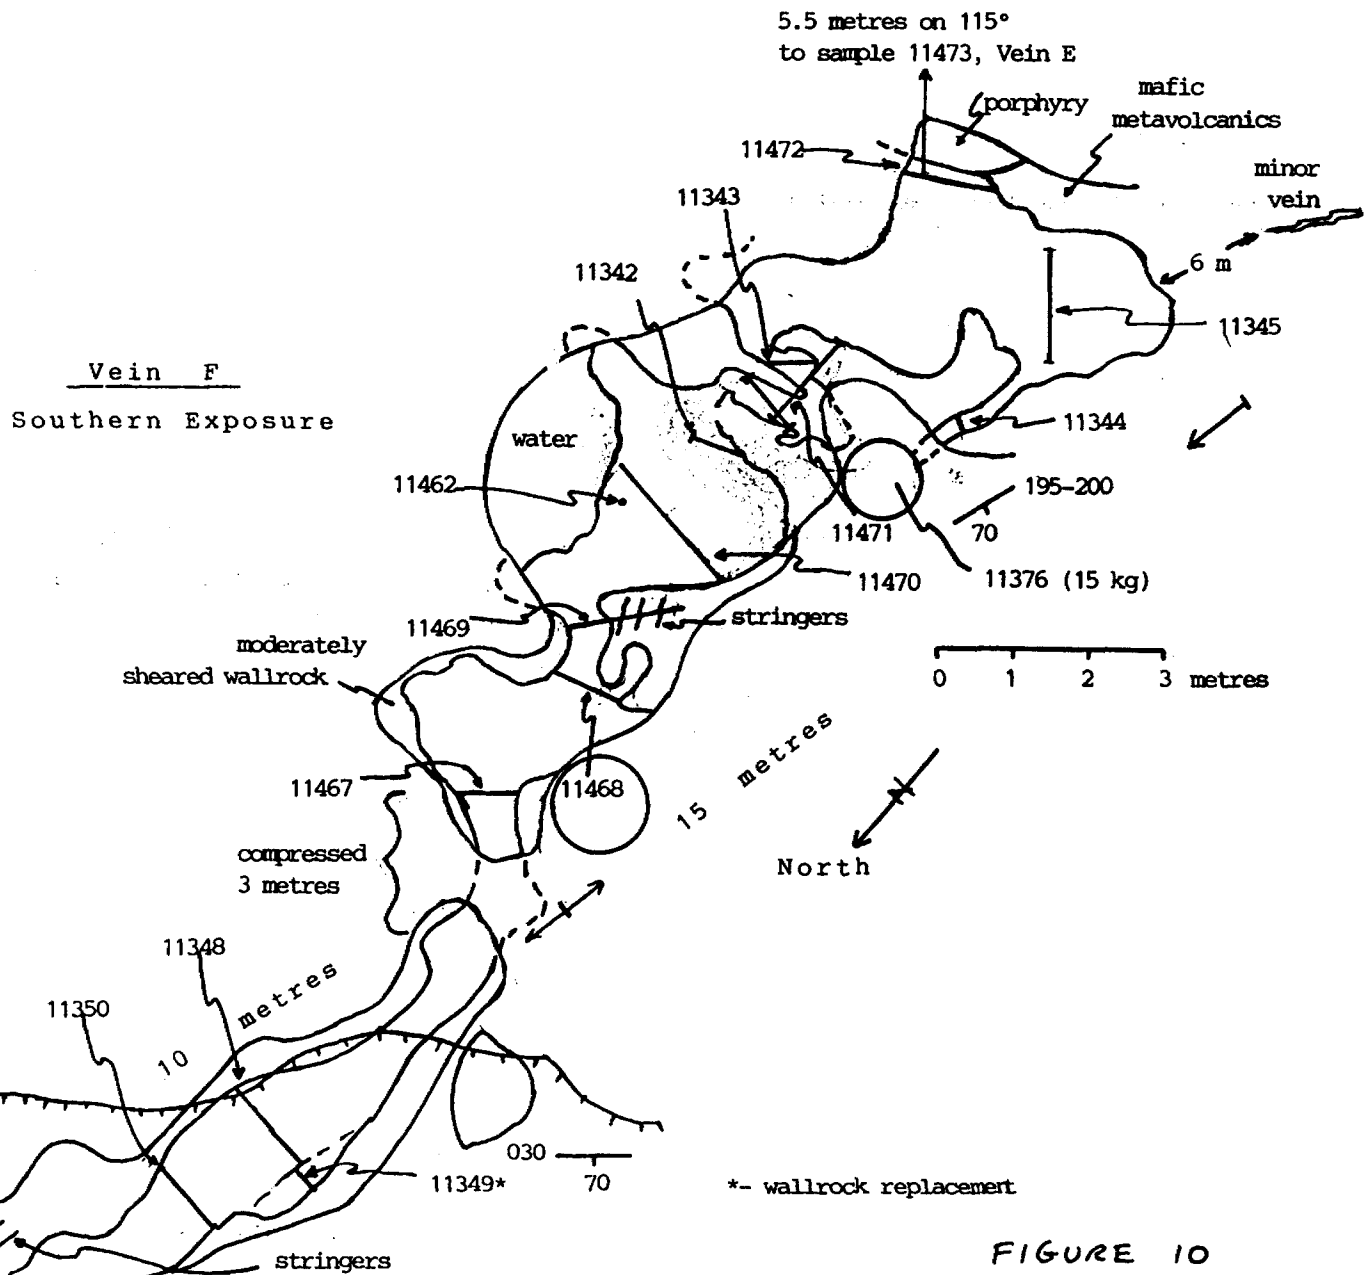 5.5 metres on 115°
to sample 11473, Vein E
porphyry
mafic
metavolcanics
11472
minor
vein
11343
6 m
11342
11345
Vein F
Southern Exposure
water
11344
11462
195-200
70
11471
11470
11376 (15 kg)
11469
stringers
moderately
sheared wallrock
0 1 2 3 metres
11467
11468
15 metres
compressed
3 metres
North
11348
11350
10 metres
030
70
11349*
*- wallrock replacement
stringers
FIGURE 10